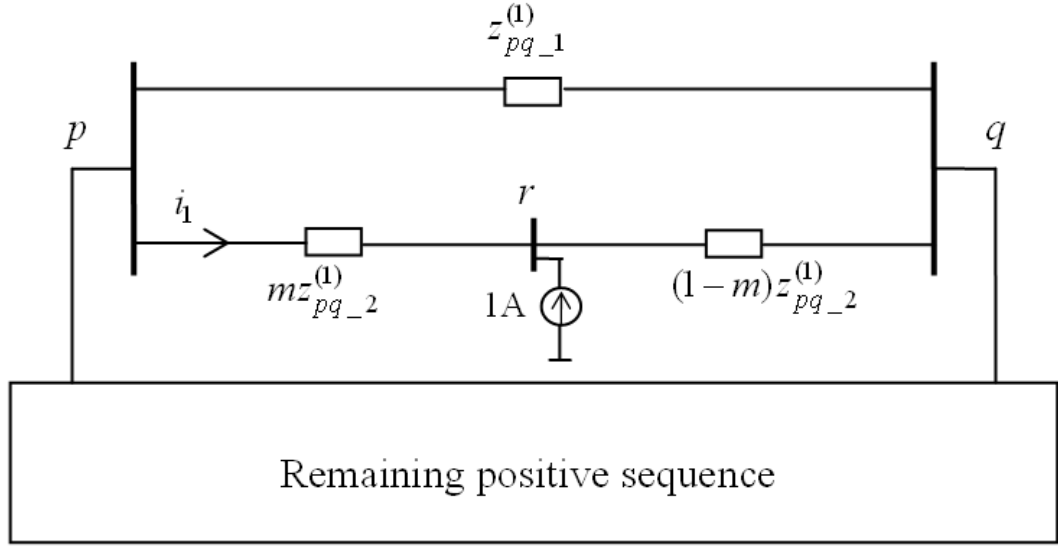 z_{pq_1}^{(1)}
p
q
r
i_1
mz_{pq_2}^{(1)}
1A
(1-m)z_{pq_2}^{(1)}
Remaining positive sequence